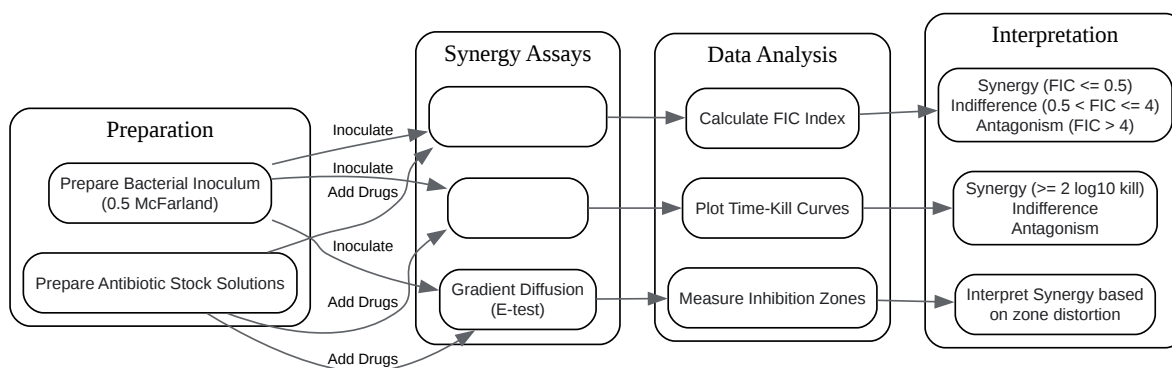 Preparation
Prepare Bacterial Inoculum
(0.5 McFarland)
Prepare Antibiotic Stock Solutions
Inoculate
Inoculate
Add Drugs
Inoculate
Add Drugs
Add Drugs
Synergy Assays
Gradient Diffusion
(E-test)
Data Analysis
Calculate FIC Index
Plot Time-Kill Curves
Measure Inhibition Zones
Interpretation
Synergy (FIC <= 0.5)
Indifference (0.5 < FIC <= 4)
Antagonism (FIC > 4)
Synergy (>= 2 log10 kill)
Indifference
Antagonism
Interpret Synergy based
on zone distortion